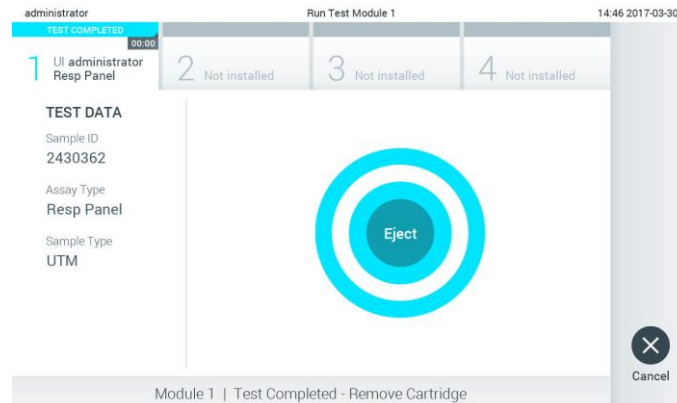 administrator Run Test Module 1 14:46 2017-03-30
TEST COMPLETED
00:00
1 UI administrator
Resp Panel
2 Not installed
3 Not installed
4 Not installed
TEST DATA
Sample ID
2430362
Assay Type
Resp Panel
Sample Type
UTM
Eject
Cancel
Module 1 | Test Completed - Remove Cartridge